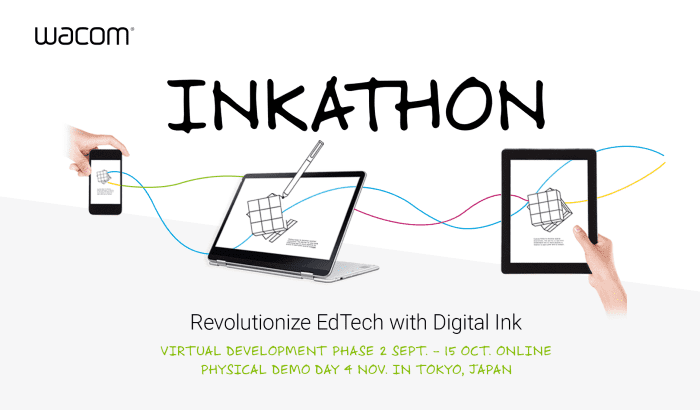 wacom
INKATHON
Revolutionize EdTech with Digital Ink
VIRTUAL DEVELOPMENT PHASE 2 SEPT. – 15 OCT. ONLINE
PHYSICAL DEMO DAY 4 NOV. IN TOKYO, JAPAN